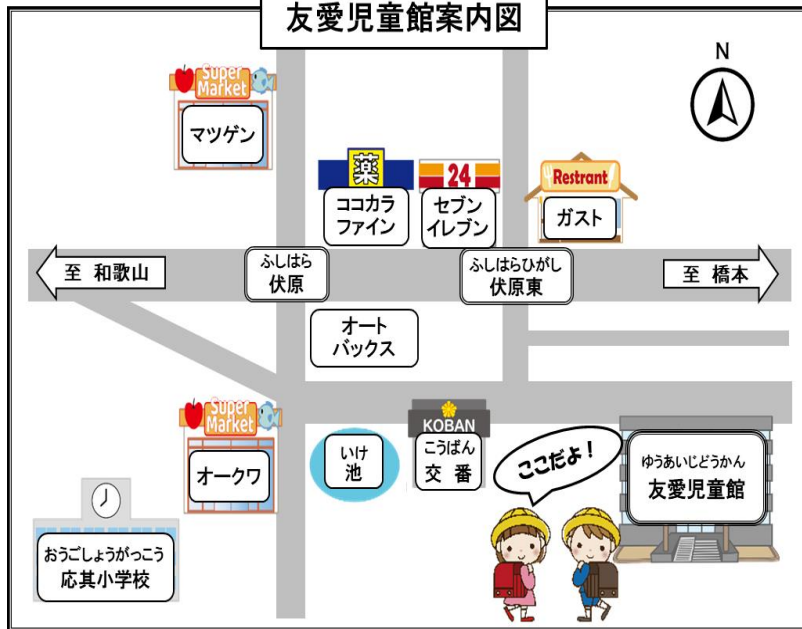 友愛児童館案内図
N
Super
Market
マツゲン
薬
ココカラ
ファイン
24
セブン
イレブン
Restrant
ガスト
至 和歌山
ふしはら
伏原
ふしはらひがし
伏原東
至 橋本
オート
バックス
Super
Market
オークワ
いけ
池
KOBAN
こうばん
交番
ここだよ!
ゆうあいじどうかん
友愛児童館
おうごしょうがっこう
応其小学校